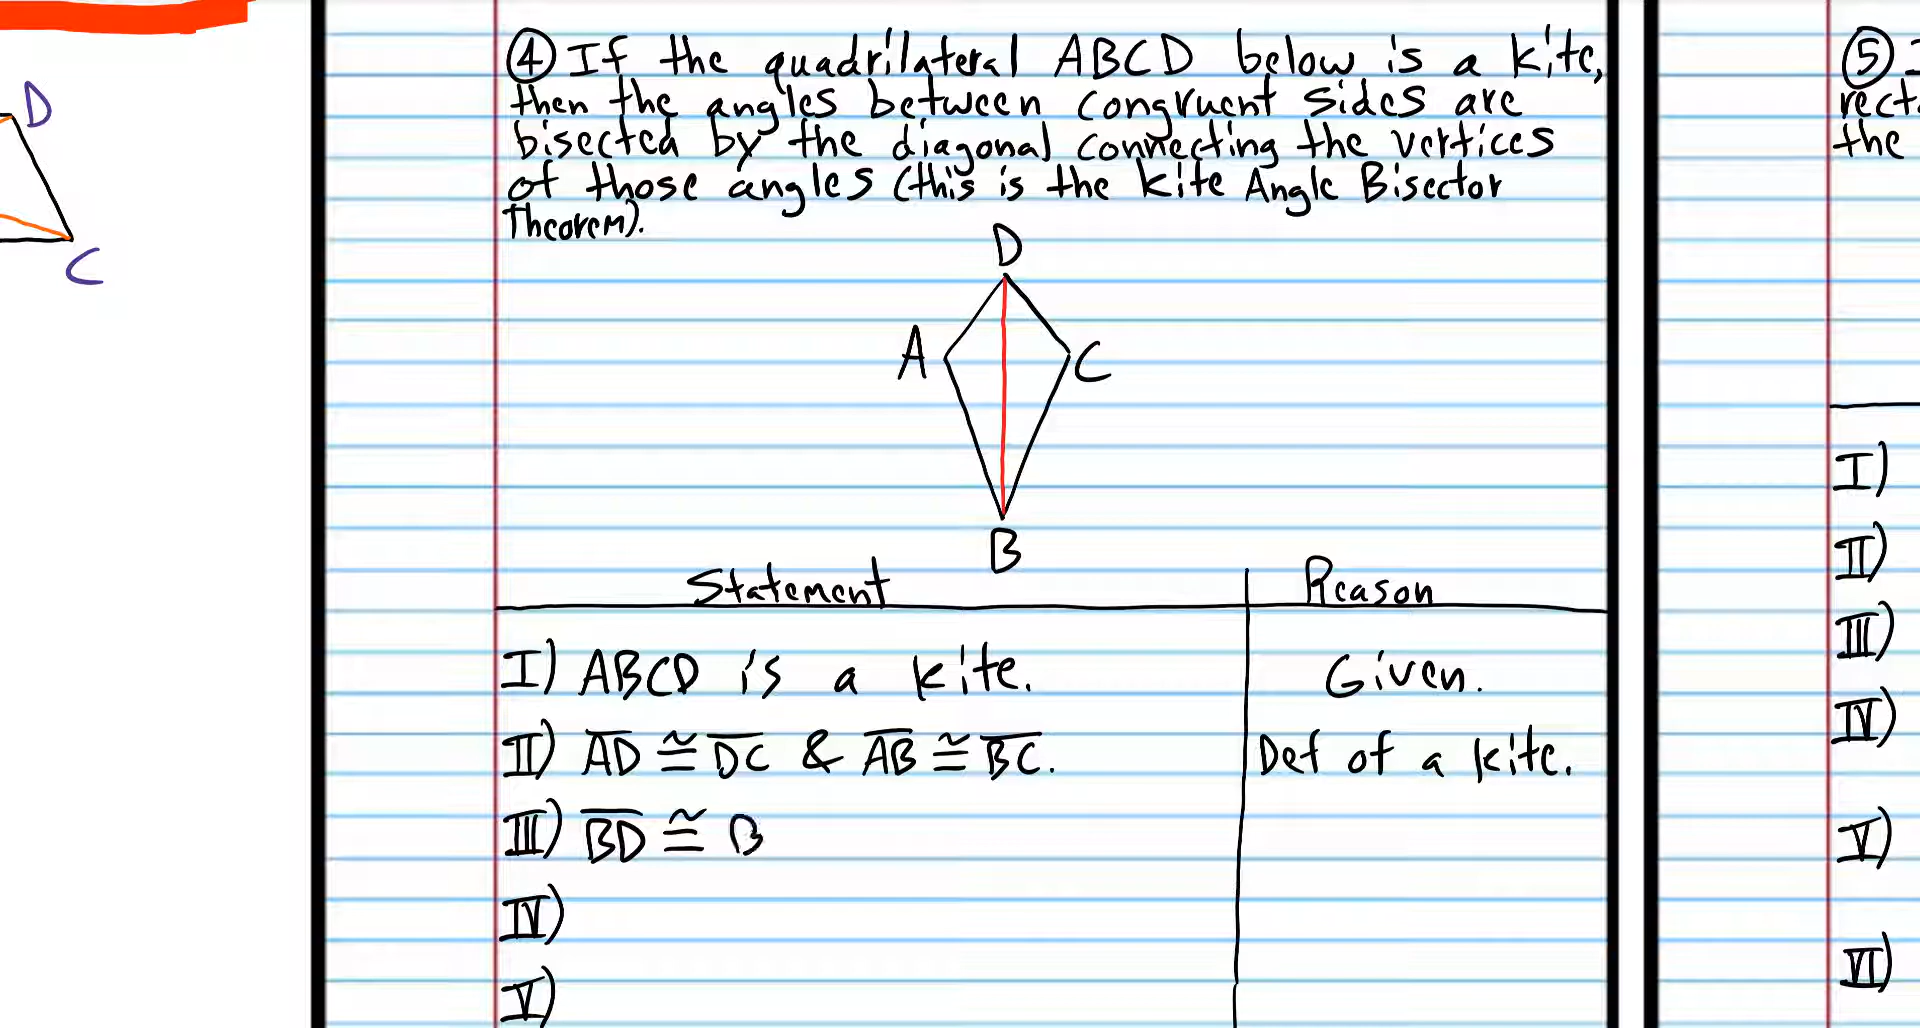 ④ If the quadrilateral ABCD below is a kite,
then the angles between congruent sides are
bisected by the diagonal connecting the vertices
of those angles (this is the Kite Angle Bisector
Theorem).
D
A
C
B
Statement Reason
I) ABCD is a kite. Given.
II) AD ≅ DC & AB ≅ BC. Def of a kite.
III) BD ≅ B
IV)
V)
D
C
⑤
the
I)
II)
III)
IV)
V)
VI)